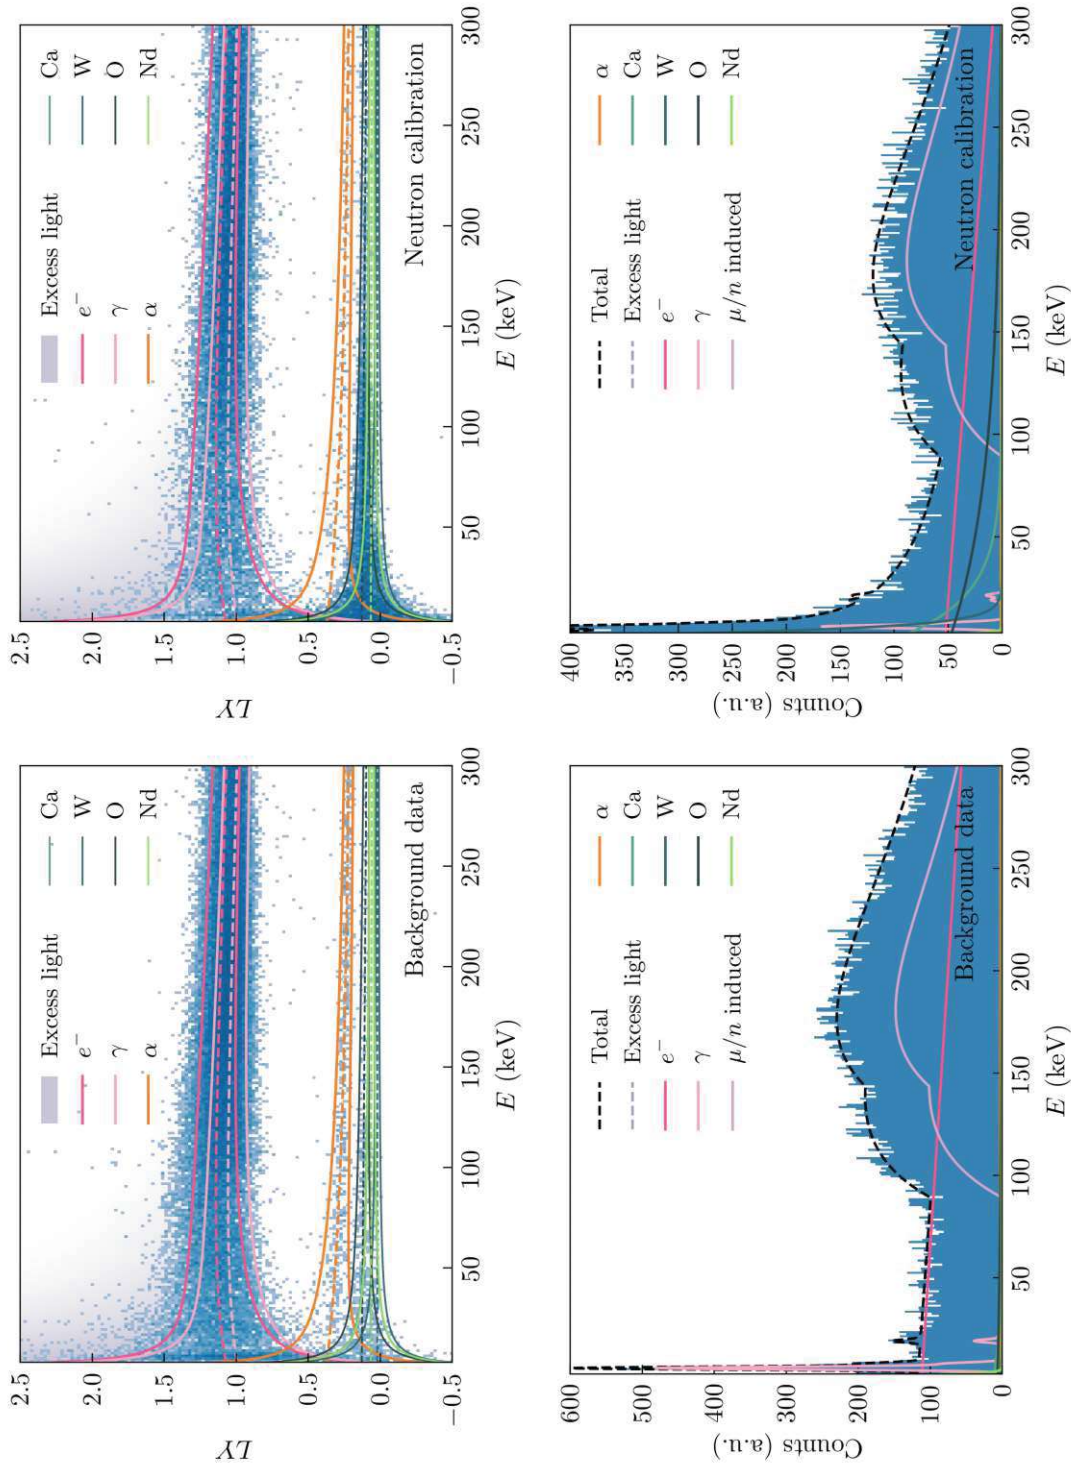 2.5
2.0
1.5
1.0
0.5
0.0
−0.5
LY
Excess light
e⁻
γ
α
Ca
W
O
Nd
Background data
50
100
150
200
250
300
E (keV)
2.5
2.0
1.5
1.0
0.5
0.0
−0.5
LY
Excess light
e⁻
γ
α
Ca
W
O
Nd
Neutron calibration
50
100
150
200
250
300
E (keV)
600
500
400
300
200
100
0
Counts (a.u.)
Total
Excess light
e⁻
γ
μ/n induced
α
Ca
W
O
Nd
Background data
50
100
150
200
250
300
E (keV)
400
350
300
250
200
150
100
50
0
Counts (a.u.)
Total
Excess light
e⁻
γ
μ/n induced
α
Ca
W
O
Nd
Neutron calibration
50
100
150
200
250
300
E (keV)